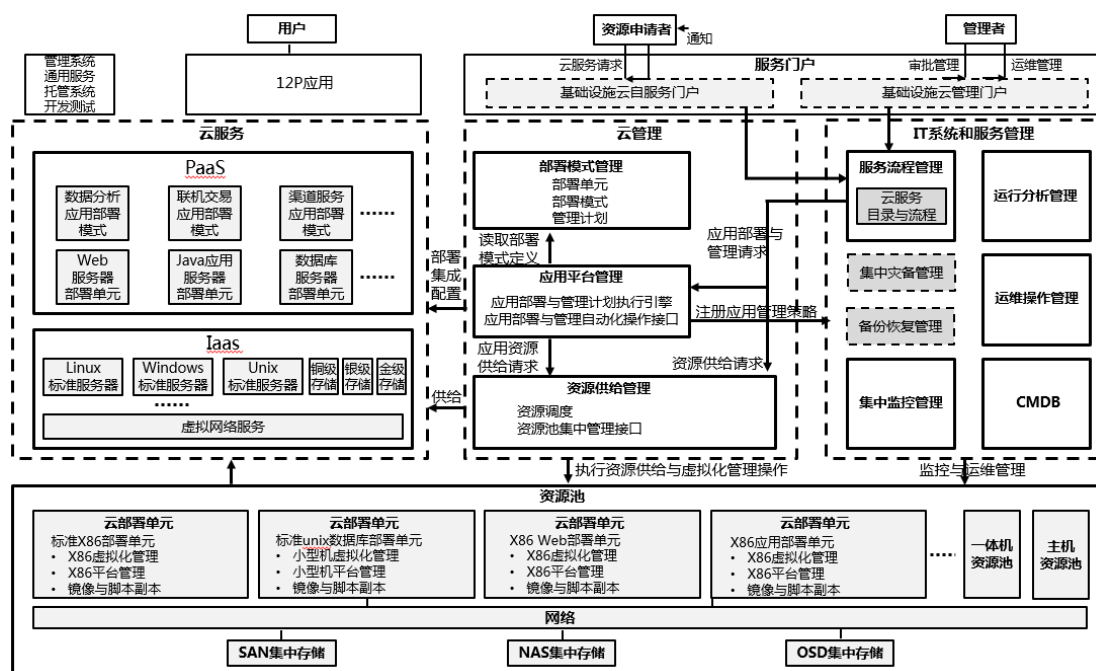 用户
资源申请者
通知
管理者
管理系统
通用服务
托管系统
开发测试
12P应用
云服务请求
服务门户
审批管理
运维管理
基础设施云自服务门户
基础设施云管理门户
云服务
PaaS
数据分析
应用部署
模式
联机交易
应用部署
模式
渠道服务
应用部署
模式
......
Web
服务器
部署单元
Java应用
服务器
部署单元
数据库
服务器
部署单元
......
Iaas
Linux
标准服务器
Windows
标准服务器
Unix
标准服务器
铜级
存储
银级
存储
金级
存储
......
虚拟网络服务
部署
集成
配置
供给
云管理
部署模式管理
部署单元
部署模式
管理计划
读取部署
模式定义
应用部署与
管理请求
应用平台管理
应用部署与管理计划执行引擎
应用部署与管理自动化操作接口
注册应用管理策略
应用资源
供给请求
资源供给请求
资源供给管理
资源调度
资源池集中管理接口
IT系统和服务管理
服务流程管理
云服务
目录与流程
运行分析管理
集中灾备管理
备份恢复管理
运维操作管理
集中监控管理
CMDB
执行资源供给与虚拟化管理操作
监控与运维管理
资源池
云部署单元
标准X86部署单元
• X86虚拟化管理
• X86平台管理
• 镜像与脚本副本
云部署单元
标准unix数据库部署单元
• 小型机虚拟化管理
• 小型机平台管理
• 镜像与脚本副本
云部署单元
X86 Web部署单元
• X86虚拟化管理
• X86平台管理
• 镜像与脚本副本
云部署单元
X86应用部署单元
• X86虚拟化管理
• X86平台管理
• 镜像与脚本副本
......
一体机
资源池
主机
资源池
网络
SAN集中存储
NAS集中存储
OSD集中存储